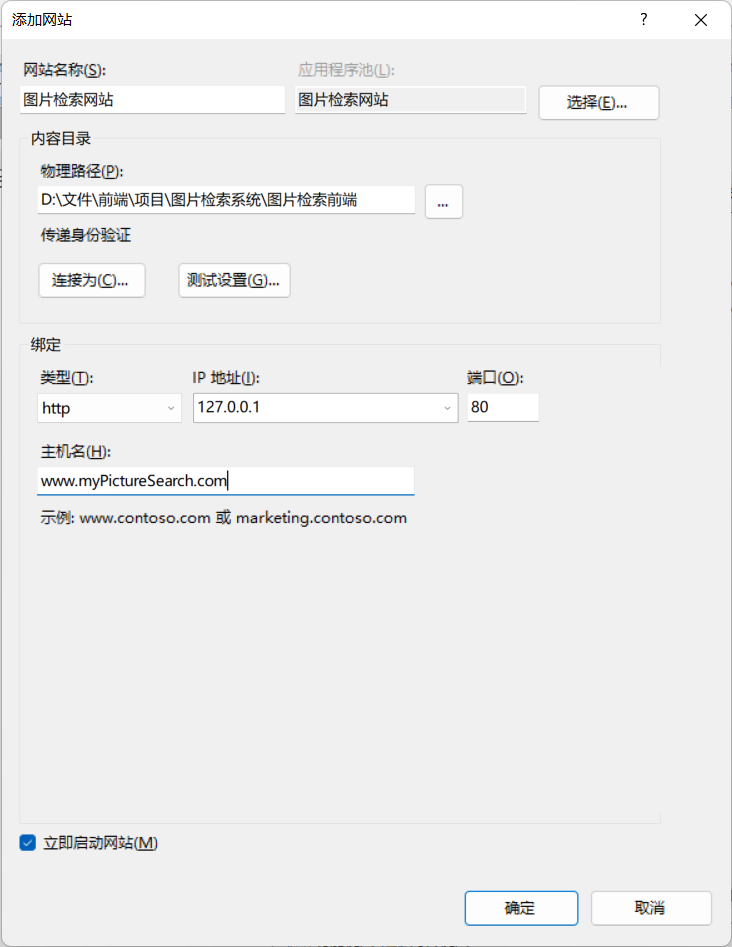 添加网站
?
网站名称(S): 应用程序池(L):
图片检索网站 图片检索网站 选择(E)...
内容目录
物理路径(P):
D:\文件\前端\项目\图片检索系统\图片检索前端 ...
传递身份验证
连接为(C)... 测试设置(G)...
绑定
类型(T): IP 地址(I): 端口(O):
http 127.0.0.1 80
主机名(H):
www.myPictureSearch.com
示例: www.contoso.com 或 marketing.contoso.com
立即启动网站(M)
确定 取消